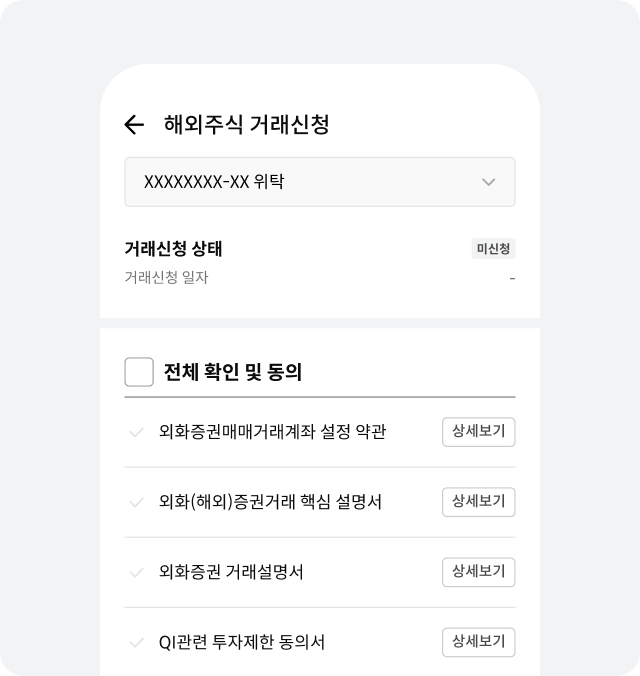 해외주식 거래신청
XXXXXXXX-XX 위탁
거래신청 상태 미신청
거래신청 일자 -
전체 확인 및 동의
외화증권매매거래계좌 설정 약관 상세보기
외화(해외)증권거래 핵심 설명서 상세보기
외화증권 거래설명서 상세보기
QI관련 투자제한 동의서 상세보기